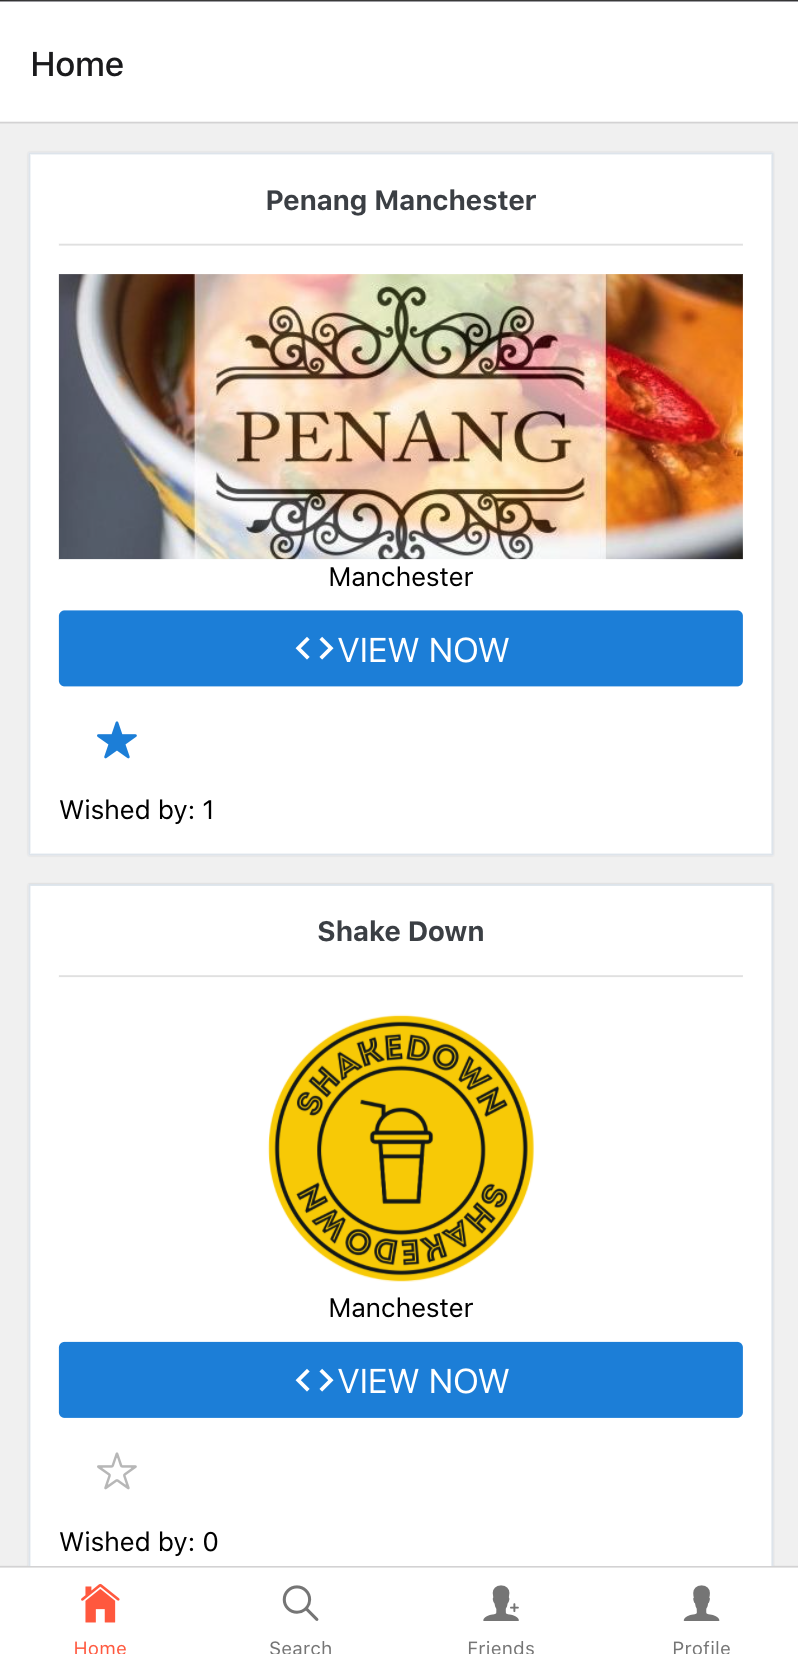 Home
Penang Manchester
PENANG
Manchester
<>VIEW NOW
Wished by: 1
Shake Down
SHAKEDOWN
SHAKEDOWN
Manchester
<>VIEW NOW
Wished by: 0
Home Search Friends Profile